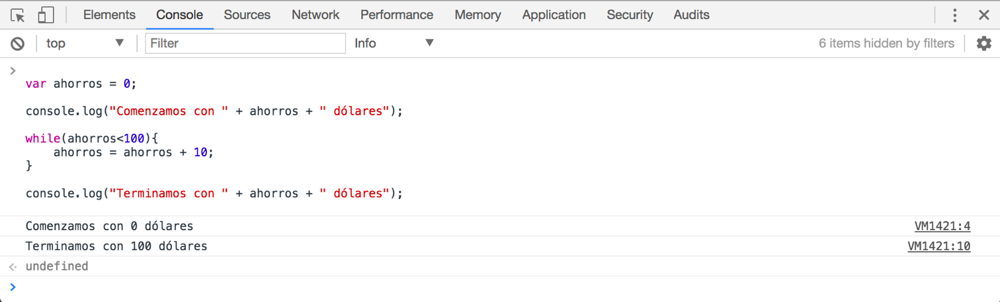 Elements Console Sources Network Performance Memory Application Security Audits
top Filter Info 6 items hidden by filters
var ahorros = 0;
console.log("Comenzamos con " + ahorros + " dólares");
while(ahorros<100){
    ahorros = ahorros + 10;
}
console.log("Terminamos con " + ahorros + " dólares");
Comenzamos con 0 dólares VM1421:4
Terminamos con 100 dólares VM1421:10
undefined